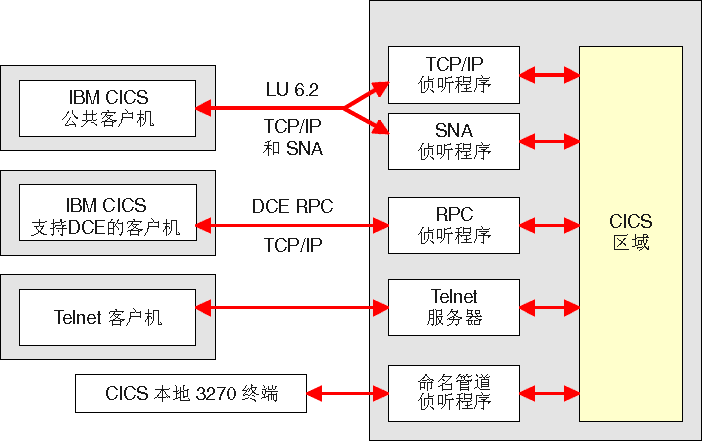 IBM CICS
公共客户机
LU 6.2
TCP/IP
和 SNA
TCP/IP
侦听程序
SNA
侦听程序
IBM CICS
支持DCE的客户机
DCE RPC
TCP/IP
RPC
侦听程序
CICS
区域
Telnet 客户机
Telnet
服务器
CICS 本地 3270 终端
命名管道
侦听程序